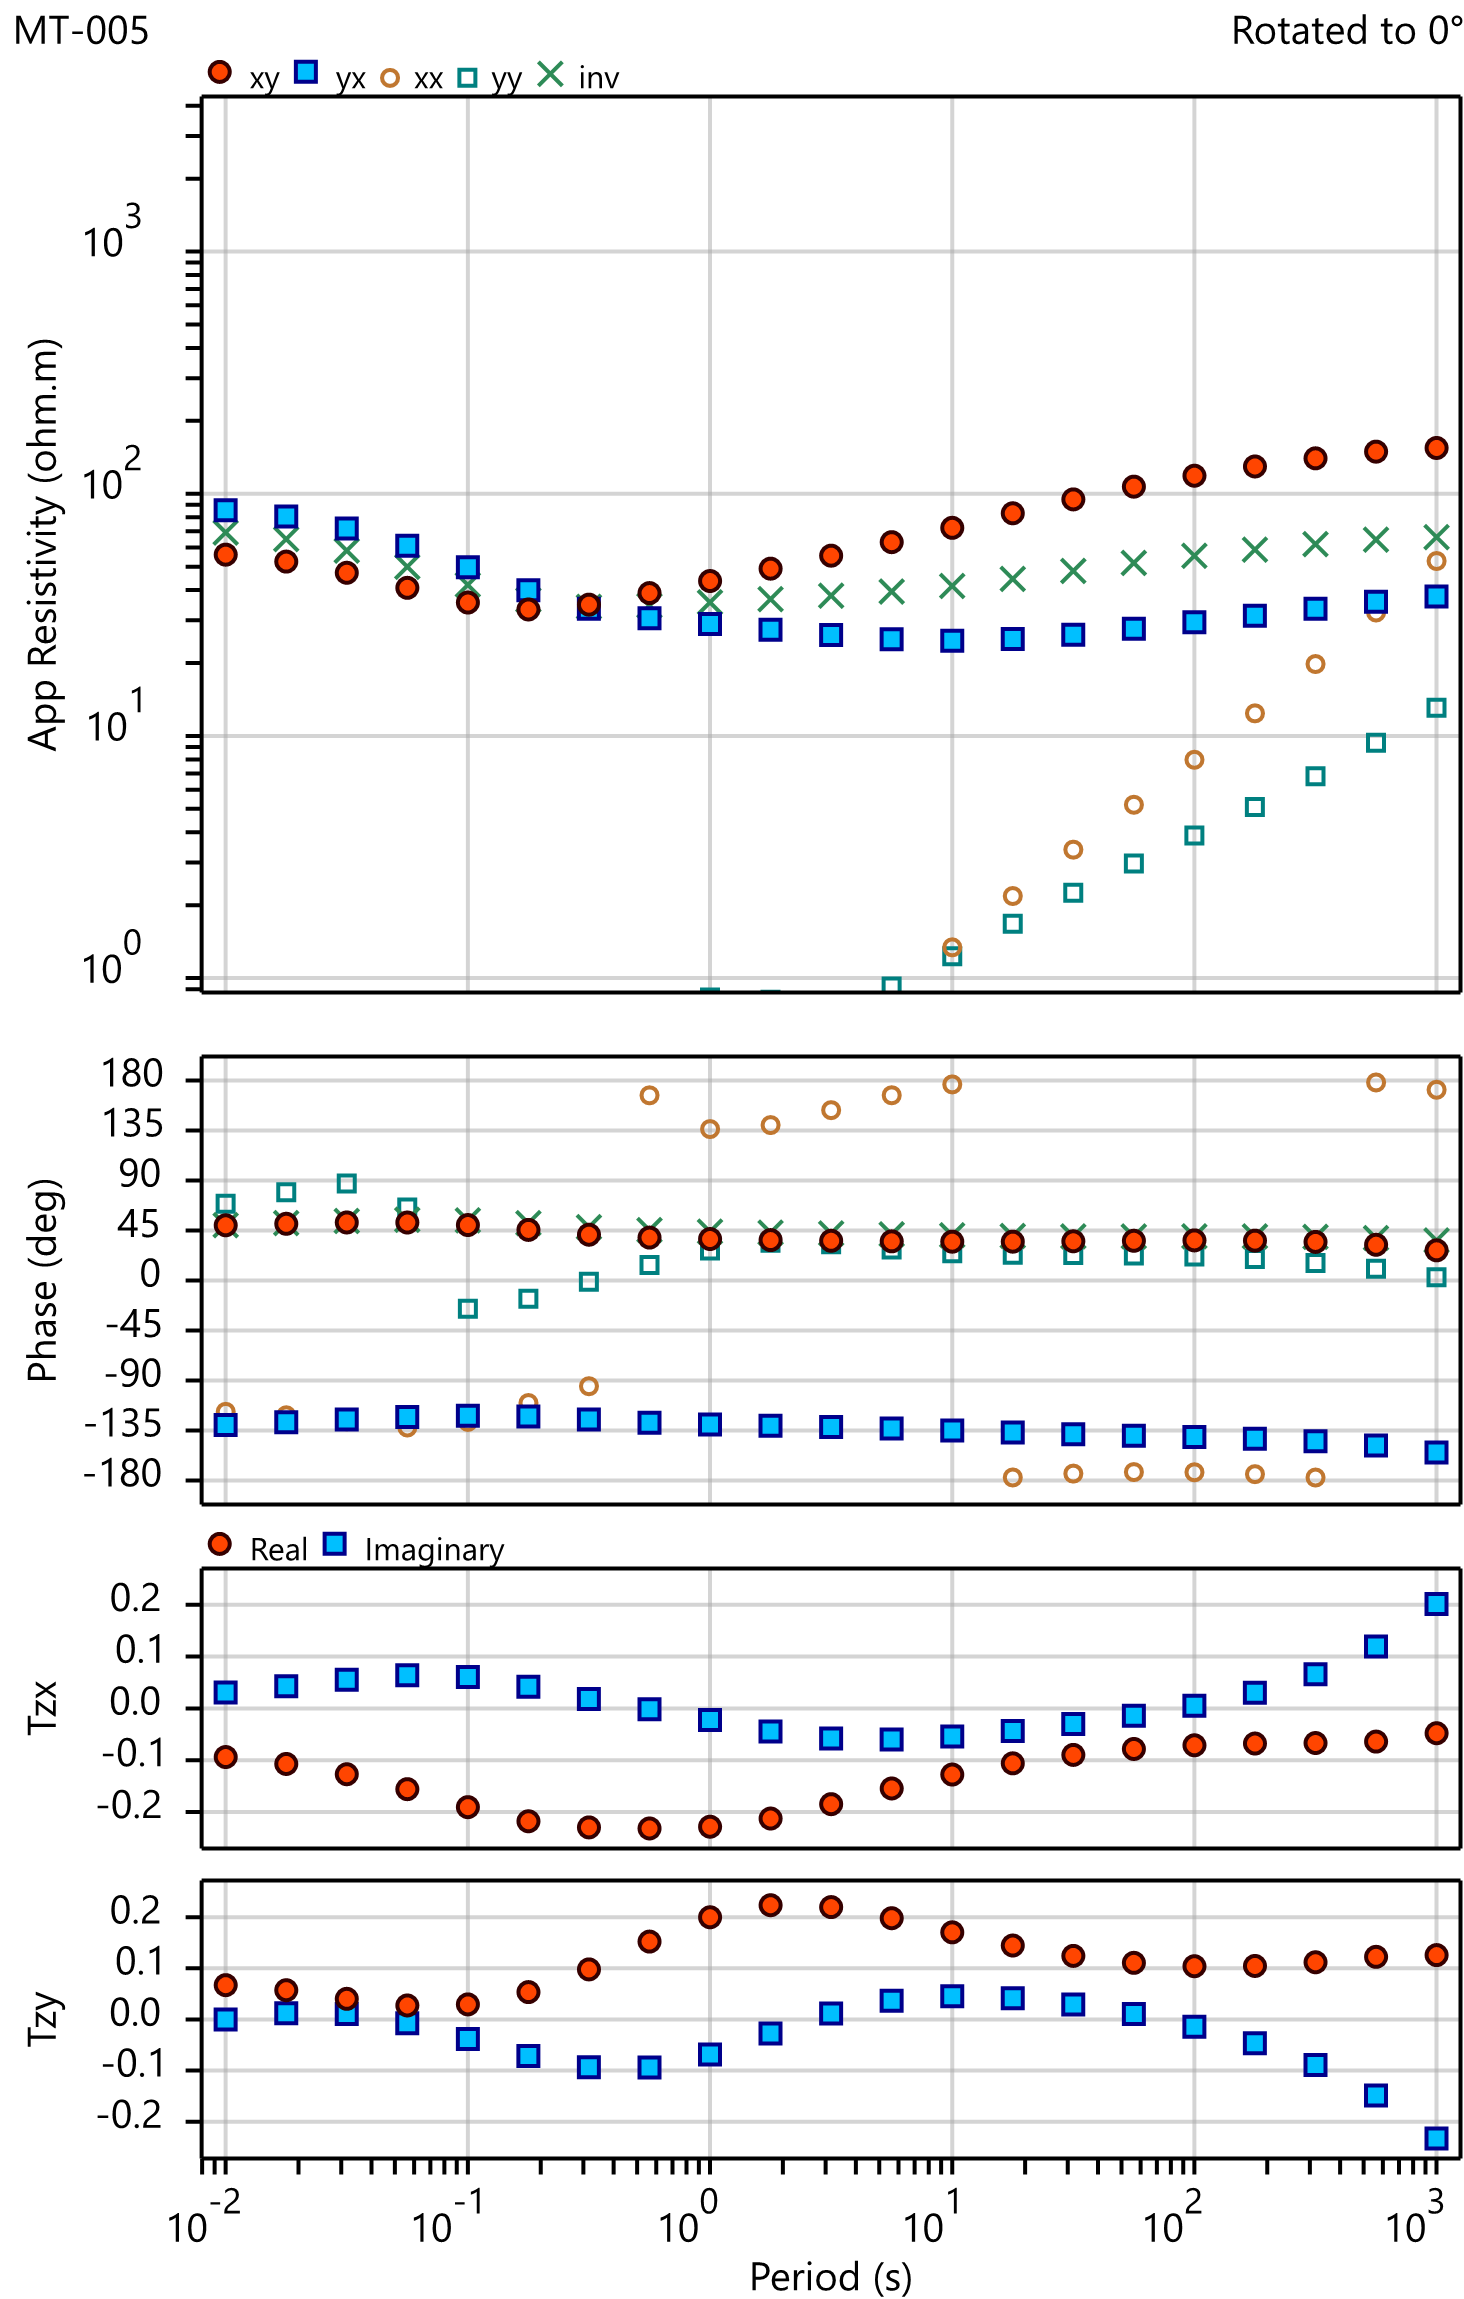 MT-005 Rotated to 0°
xy yx xx yy inv
App Resistivity (ohm.m)
10^3
10^2
10^1
10^0
Phase (deg)
180
135
90
45
0
-45
-90
-135
-180
Real Imaginary
Tzx
0.2
0.1
0.0
-0.1
-0.2
Tzy
0.2
0.1
0.0
-0.1
-0.2
10^-2 10^-1 10^0 10^1 10^2 10^3
Period (s)